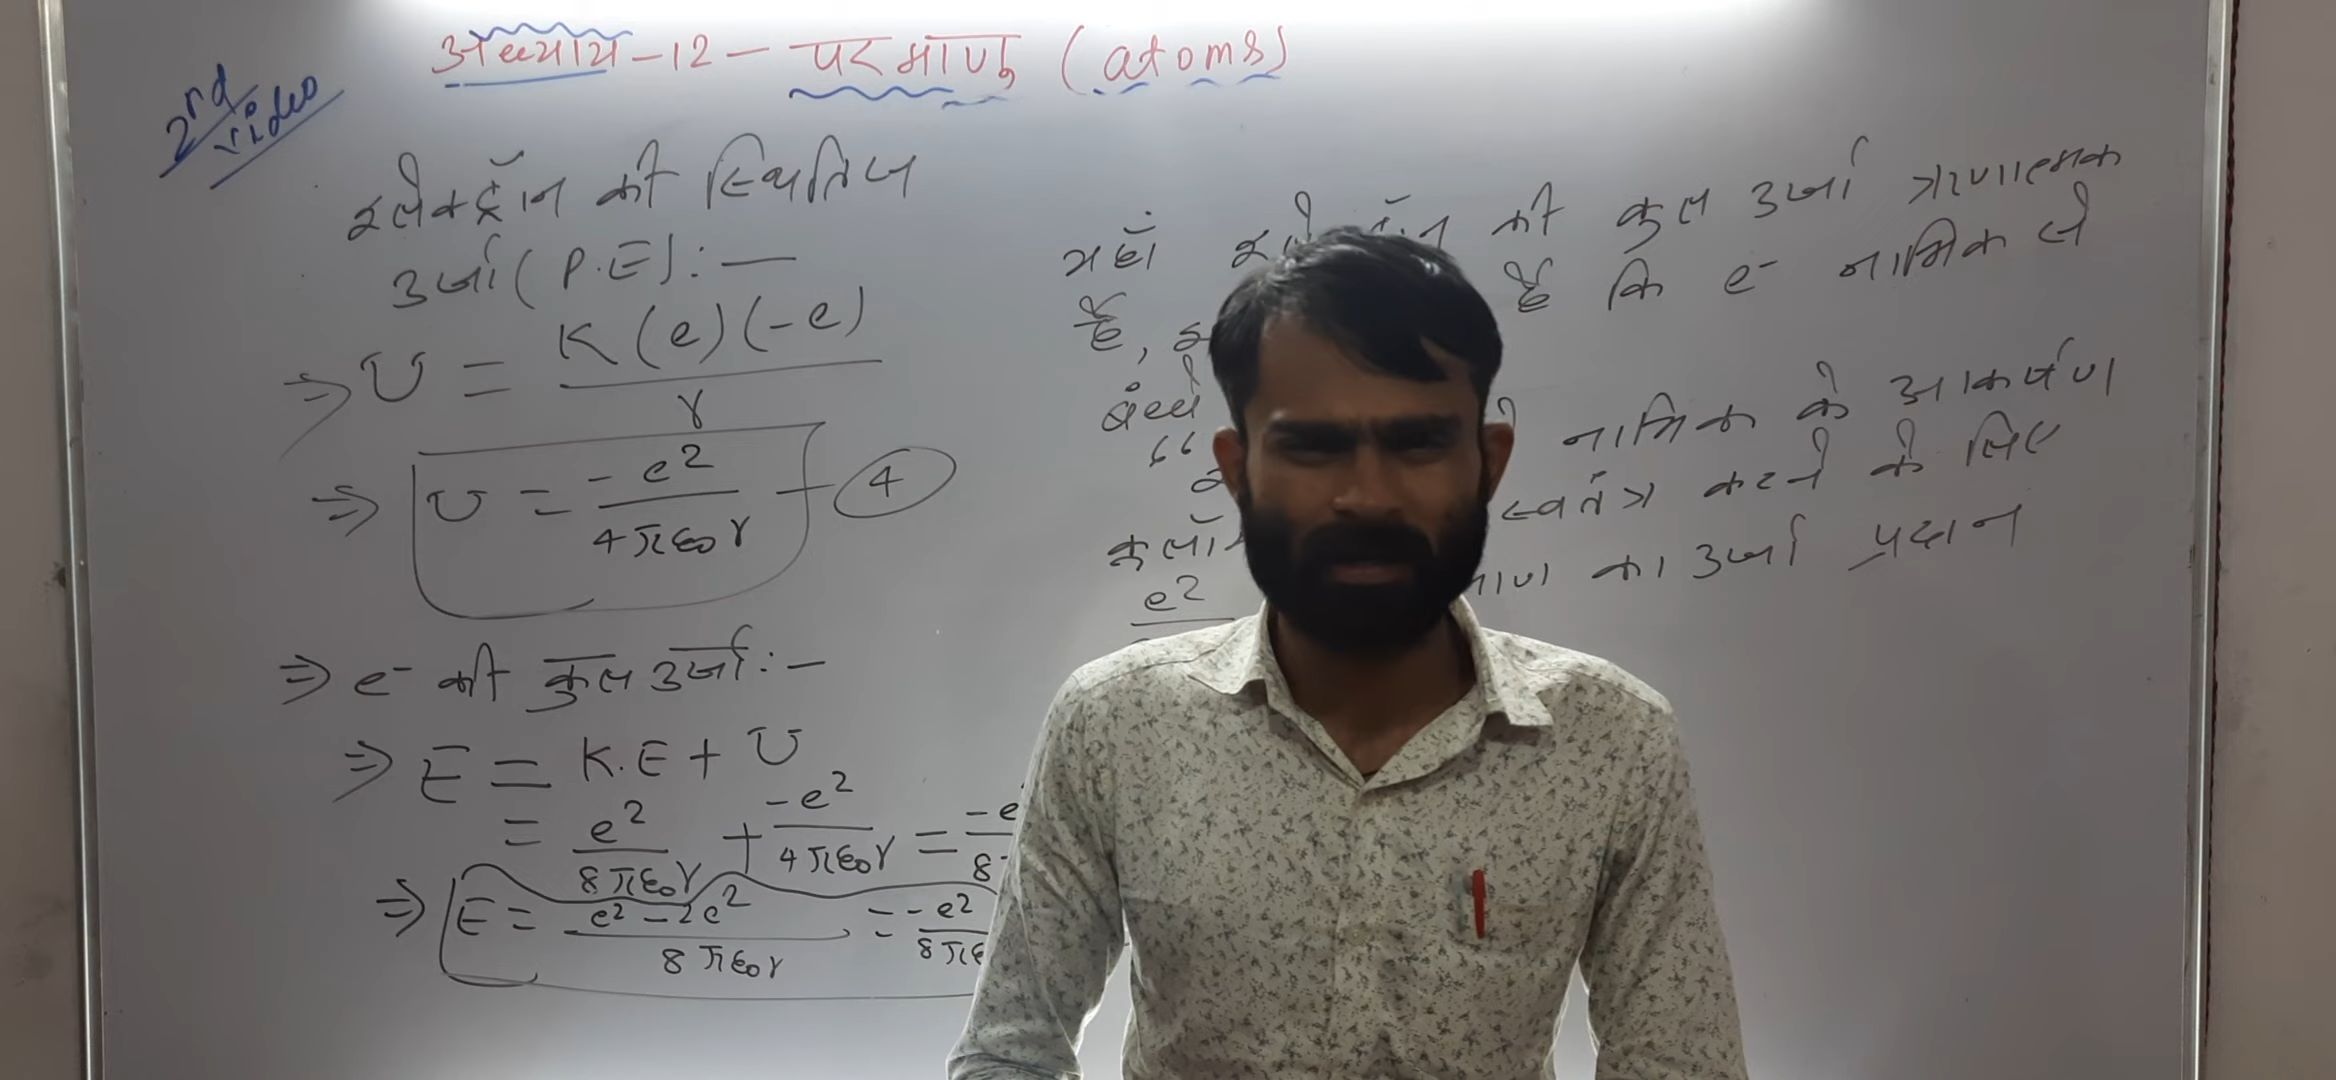 अध्याय-12- परमाणु (atoms)
2nd video
इलेक्ट्रॉन की स्थितिज
उर्जा (P.E):-
⇒ U = K(e)(-e) / r
⇒ U = -e² / 4πε₀r - 4
⇒ e⁻ की कुल उर्जा:-
⇒ E = K.E + U
= e² / 8πε₀r + -e² / 4πε₀r = -e / 8
⇒ E = e² - 2e² / 8πε₀r = -e² / 8πε
यहाँ की कुल उर्जा ऋणात्मक
है, है कि e⁻ नाभिक से
बंधे
“ नाभिक के आकर्षण
स्वतंत्र करने के लिए
का उर्जा प्रदान
e²